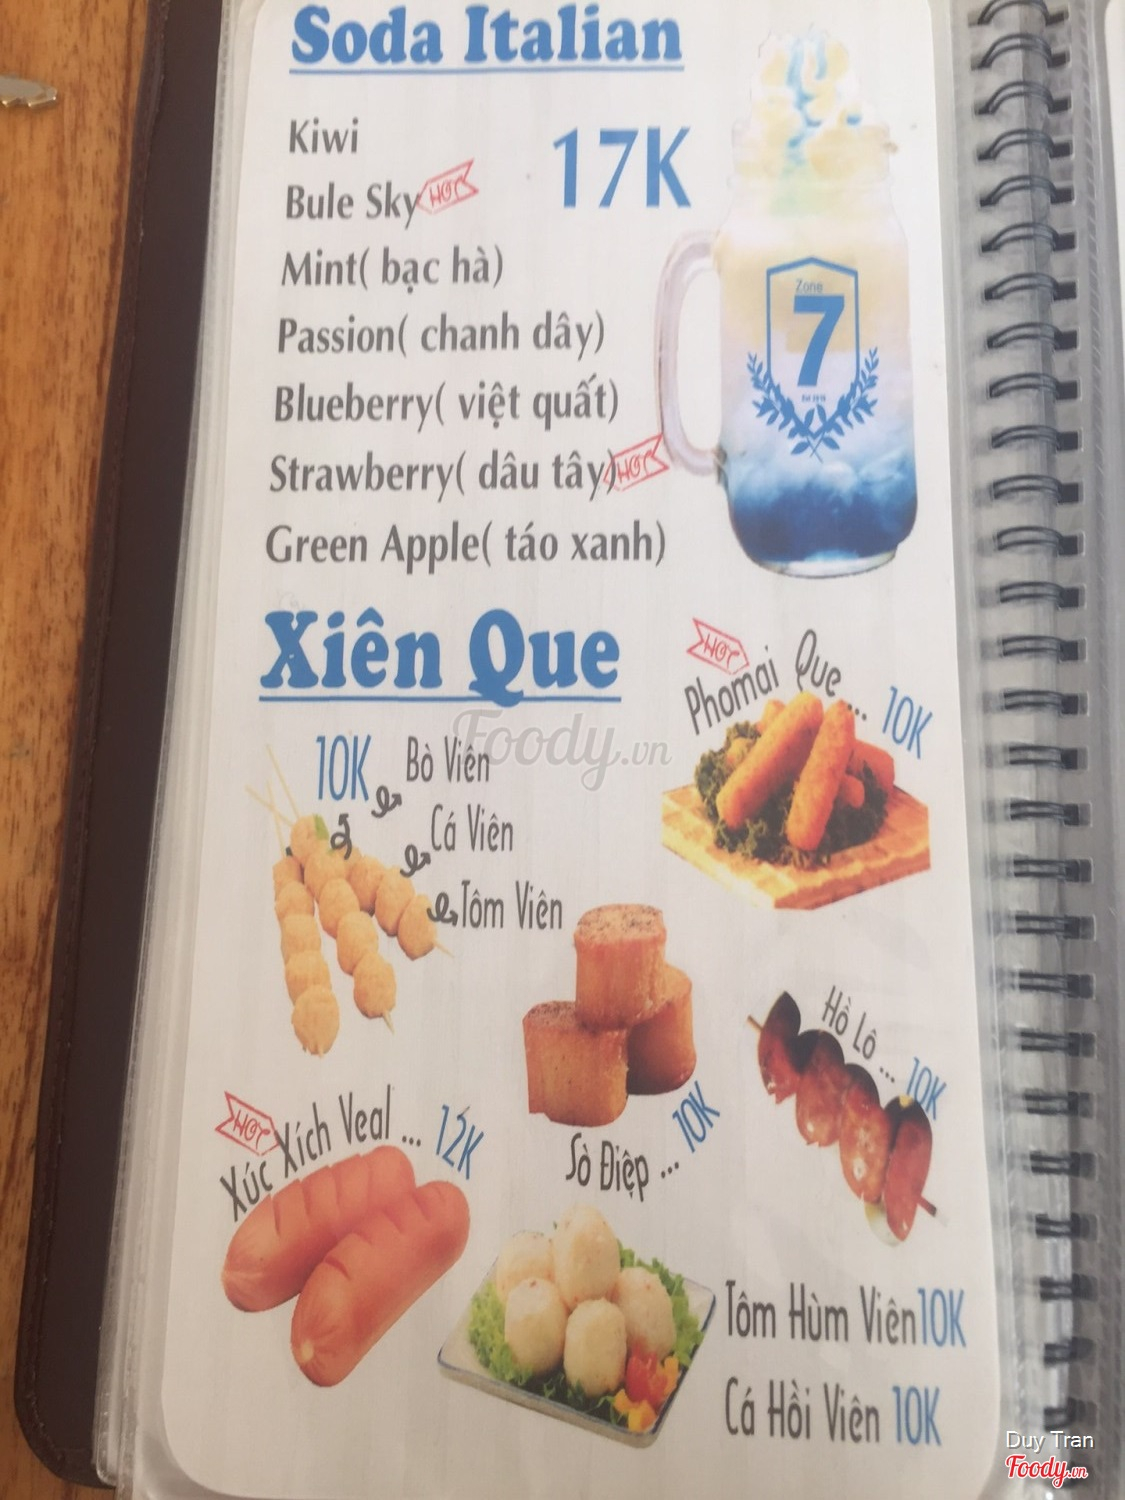 Soda Italian
Kiwi
17K
Bule Sky HOT
Mint( bạc hà)
Passion( chanh dây)
Blueberry( việt quất)
Strawberry( dâu tây) HOT
Green Apple( táo xanh)
Zone
7
Xiên Que
HOT
Phomai Que ... 10K
Foody.vn
10K
Bò Viên
Cá Viên
Tôm Viên
Hồ Lô ... 10K
HOT
Xúc Xích Veal ... 12K
Sò Điệp ... 10K
Tôm Hùm Viên 10K
Cá Hồi Viên 10K
Duy Tran
Foody.vn